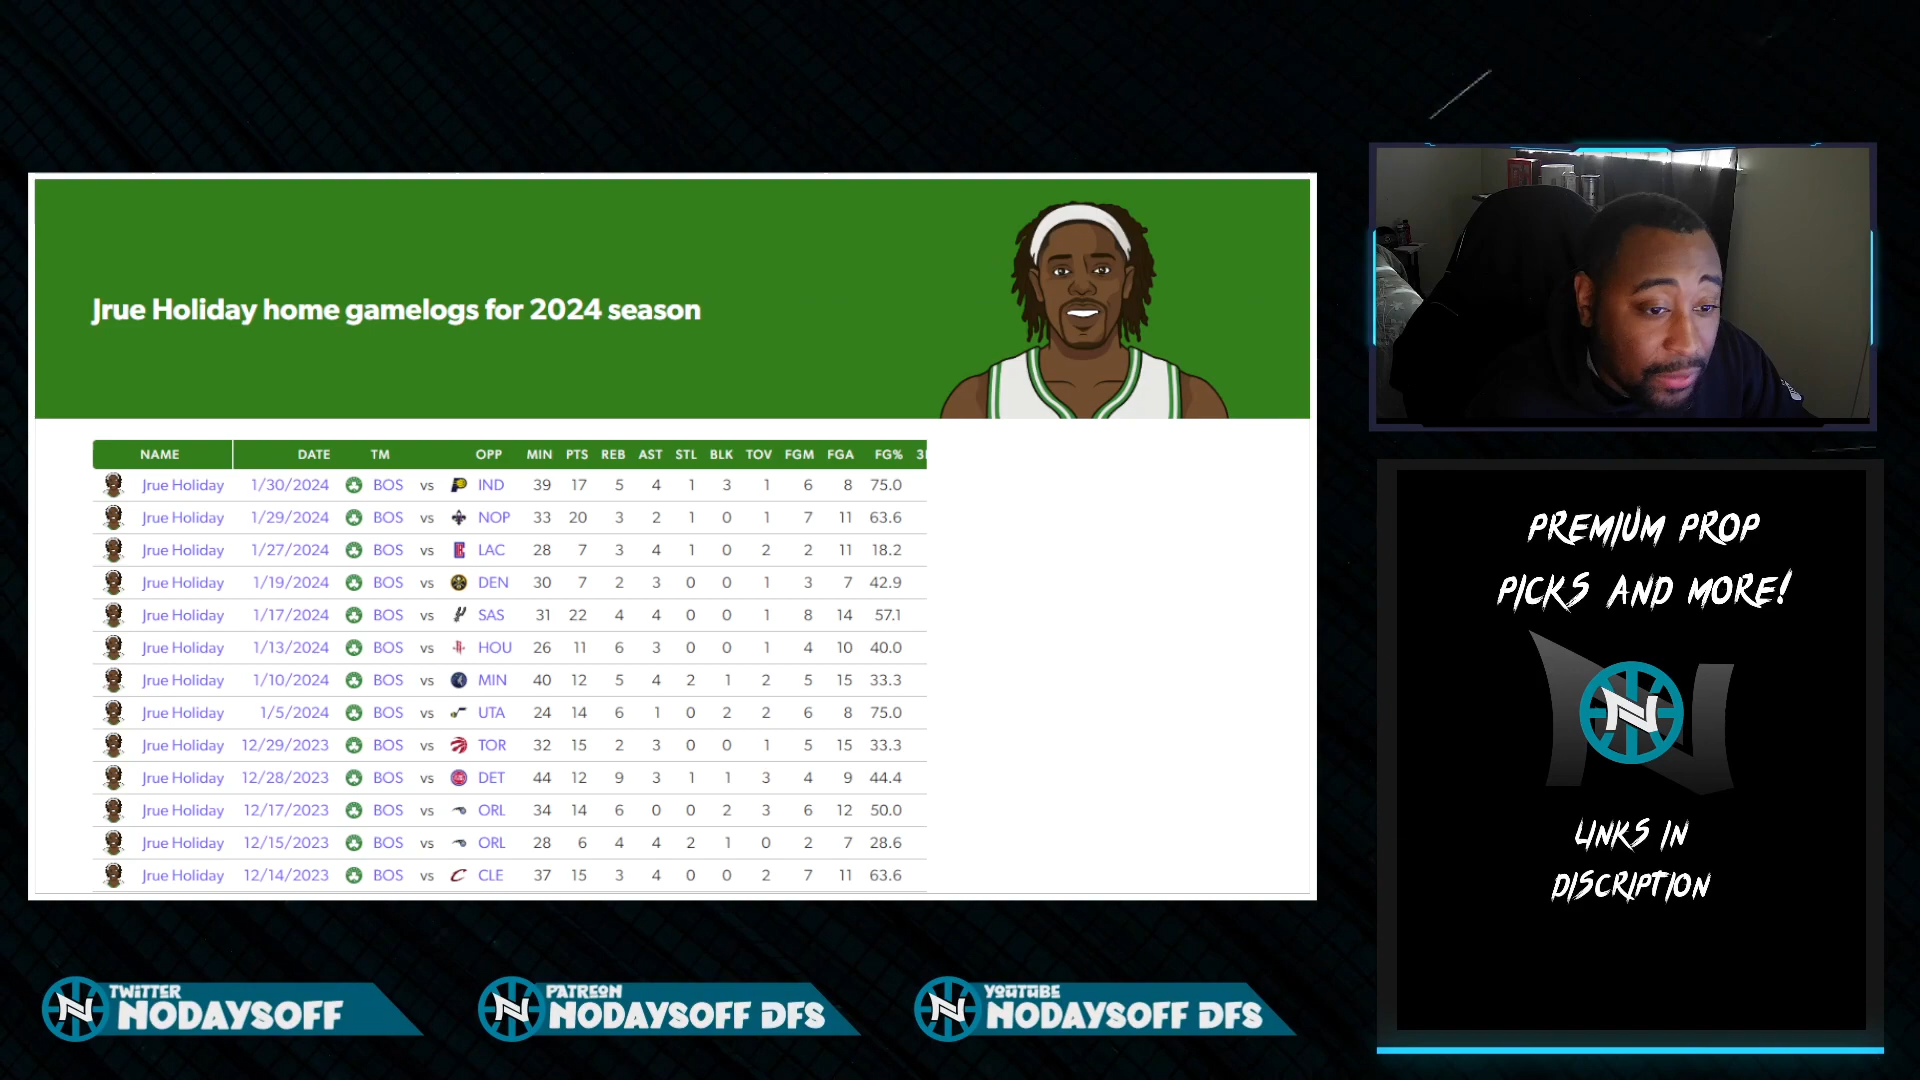 Jrue Holiday home gamelogs for 2024 season
NAME DATE TM OPP MIN PTS REB AST STL BLK TOV FGM FGA FG%
Jrue Holiday 1/30/2024 BOS vs IND 39 17 5 4 1 3 1 6 8 75.0
Jrue Holiday 1/29/2024 BOS vs NOP 33 20 3 2 1 0 1 7 11 63.6
Jrue Holiday 1/27/2024 BOS vs LAC 28 7 3 4 1 0 2 2 11 18.2
Jrue Holiday 1/19/2024 BOS vs DEN 30 7 2 3 0 0 1 3 7 42.9
Jrue Holiday 1/17/2024 BOS vs SAS 31 22 4 4 0 0 1 8 14 57.1
Jrue Holiday 1/13/2024 BOS vs HOU 26 11 6 3 0 0 1 4 10 40.0
Jrue Holiday 1/10/2024 BOS vs MIN 40 12 5 4 2 1 2 5 15 33.3
Jrue Holiday 1/5/2024 BOS vs UTA 24 14 6 1 0 2 2 6 8 75.0
Jrue Holiday 12/29/2023 BOS vs TOR 32 15 2 3 0 0 1 5 15 33.3
Jrue Holiday 12/28/2023 BOS vs DET 44 12 9 3 1 1 3 4 9 44.4
Jrue Holiday 12/17/2023 BOS vs ORL 34 14 6 0 0 2 3 6 12 50.0
Jrue Holiday 12/15/2023 BOS vs ORL 28 6 4 4 2 1 0 2 7 28.6
Jrue Holiday 12/14/2023 BOS vs CLE 37 15 3 4 0 0 2 7 11 63.6
PREMIUM PROP
PICKS AND MORE!
N
LINKS IN
DISCRIPTION
TWITTER
NODAYSOFF
PATREON
NODAYSOFF DFS
YOUTUBE
NODAYSOFF DFS